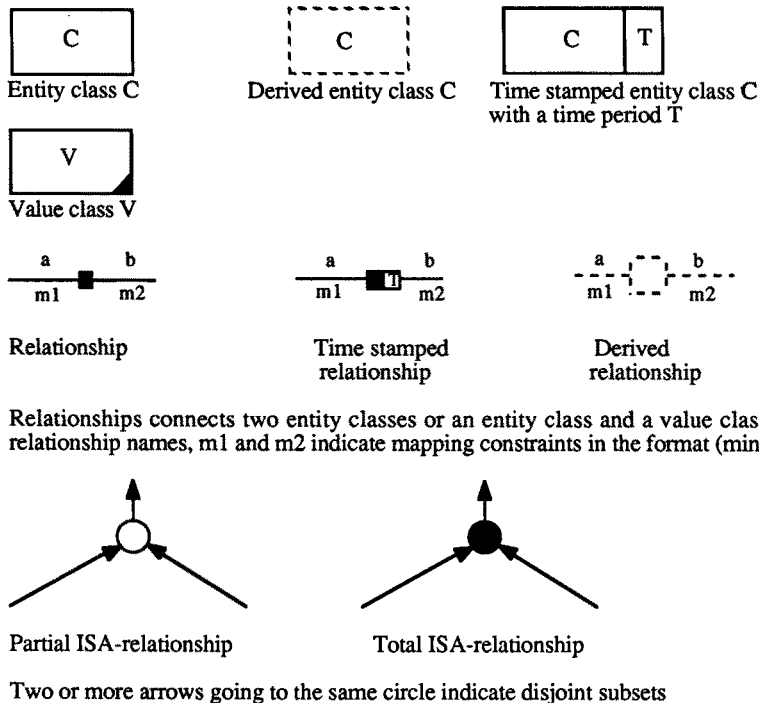 C
C
C T
Entity class C
Derived entity class C
Time stamped entity class C
with a time period T
V
Value class V
a b
m1 m2
a b
T
m1 m2
a b
m1 m2
Relationship
Time stamped
relationship
Derived
relationship
Relationships connects two entity classes or an entity class and a value clas
relationship names, m1 and m2 indicate mapping constraints in the format (min
Partial ISA-relationship
Total ISA-relationship
Two or more arrows going to the same circle indicate disjoint subsets